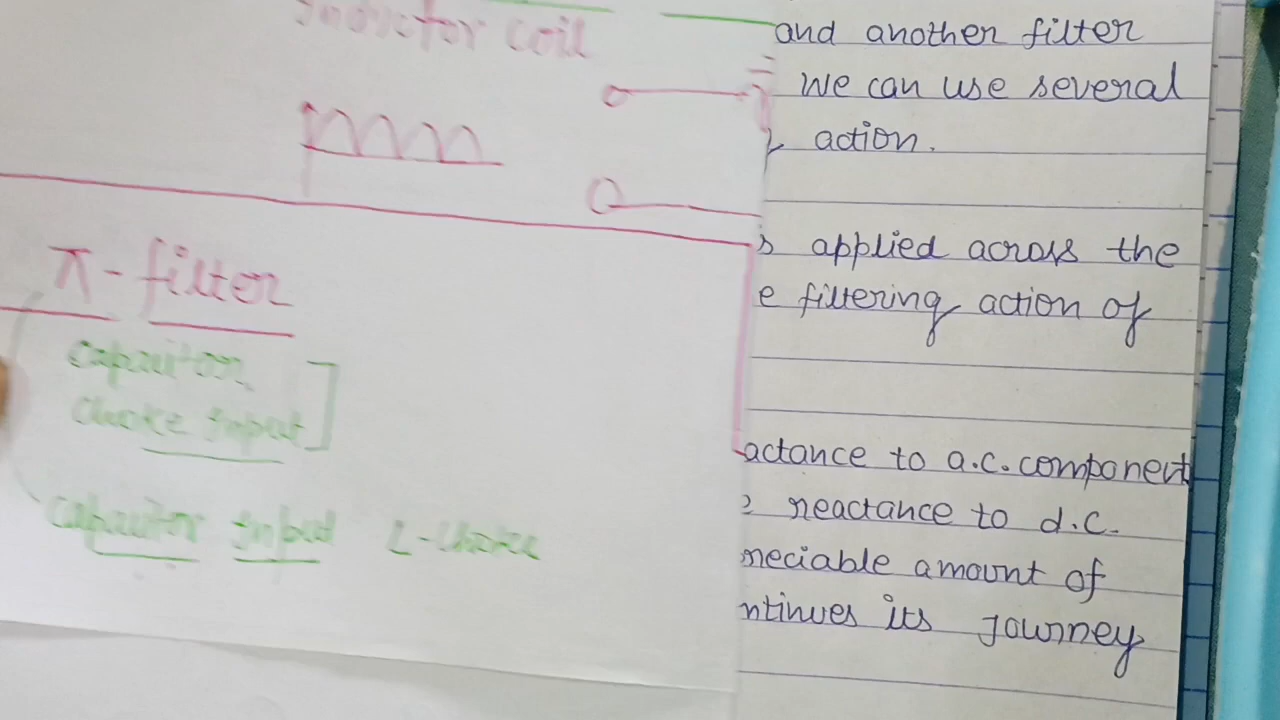 Inductor coil
π-filter
capacitor,
choke Input
capacitor Input L-choke
and another filter
We can use several
action.
applied across the
e filtering action of
actance to a.c. component
reactance to d.c.
reciable amount of
ntinues its journey